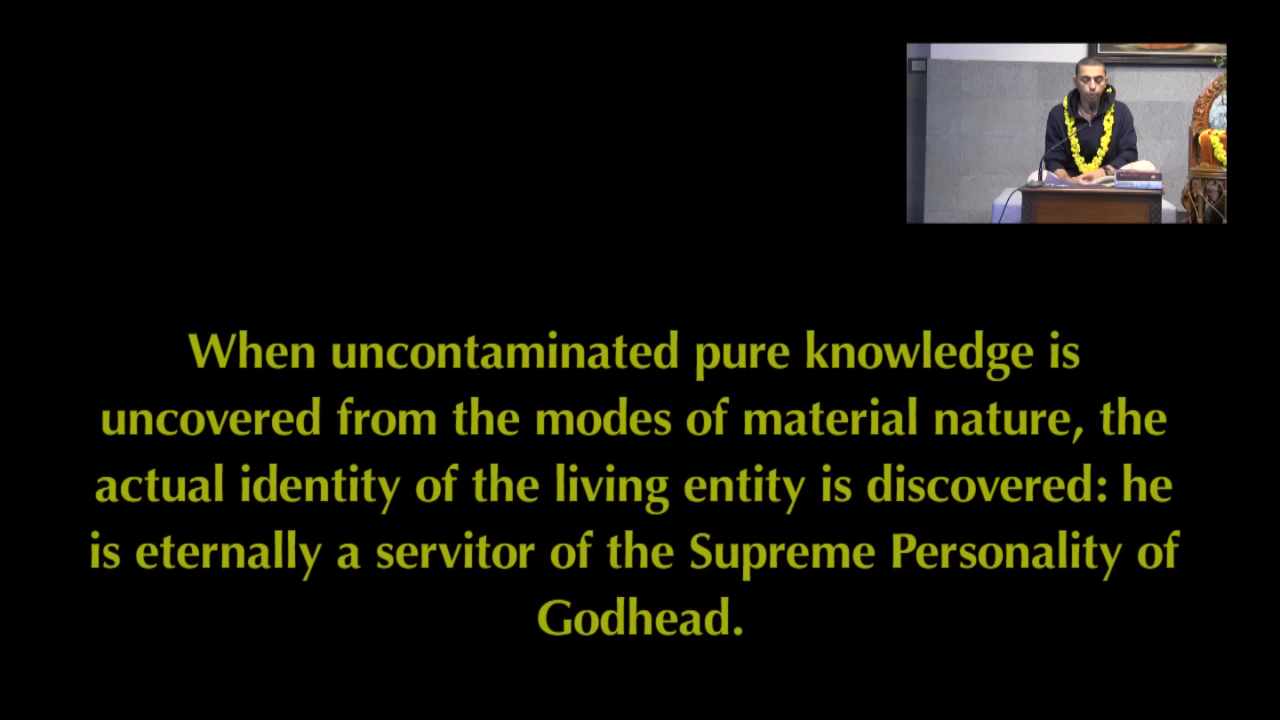 When uncontaminated pure knowledge is
uncovered from the modes of material nature, the
actual identity of the living entity is discovered: he
is eternally a servitor of the Supreme Personality of
Godhead.